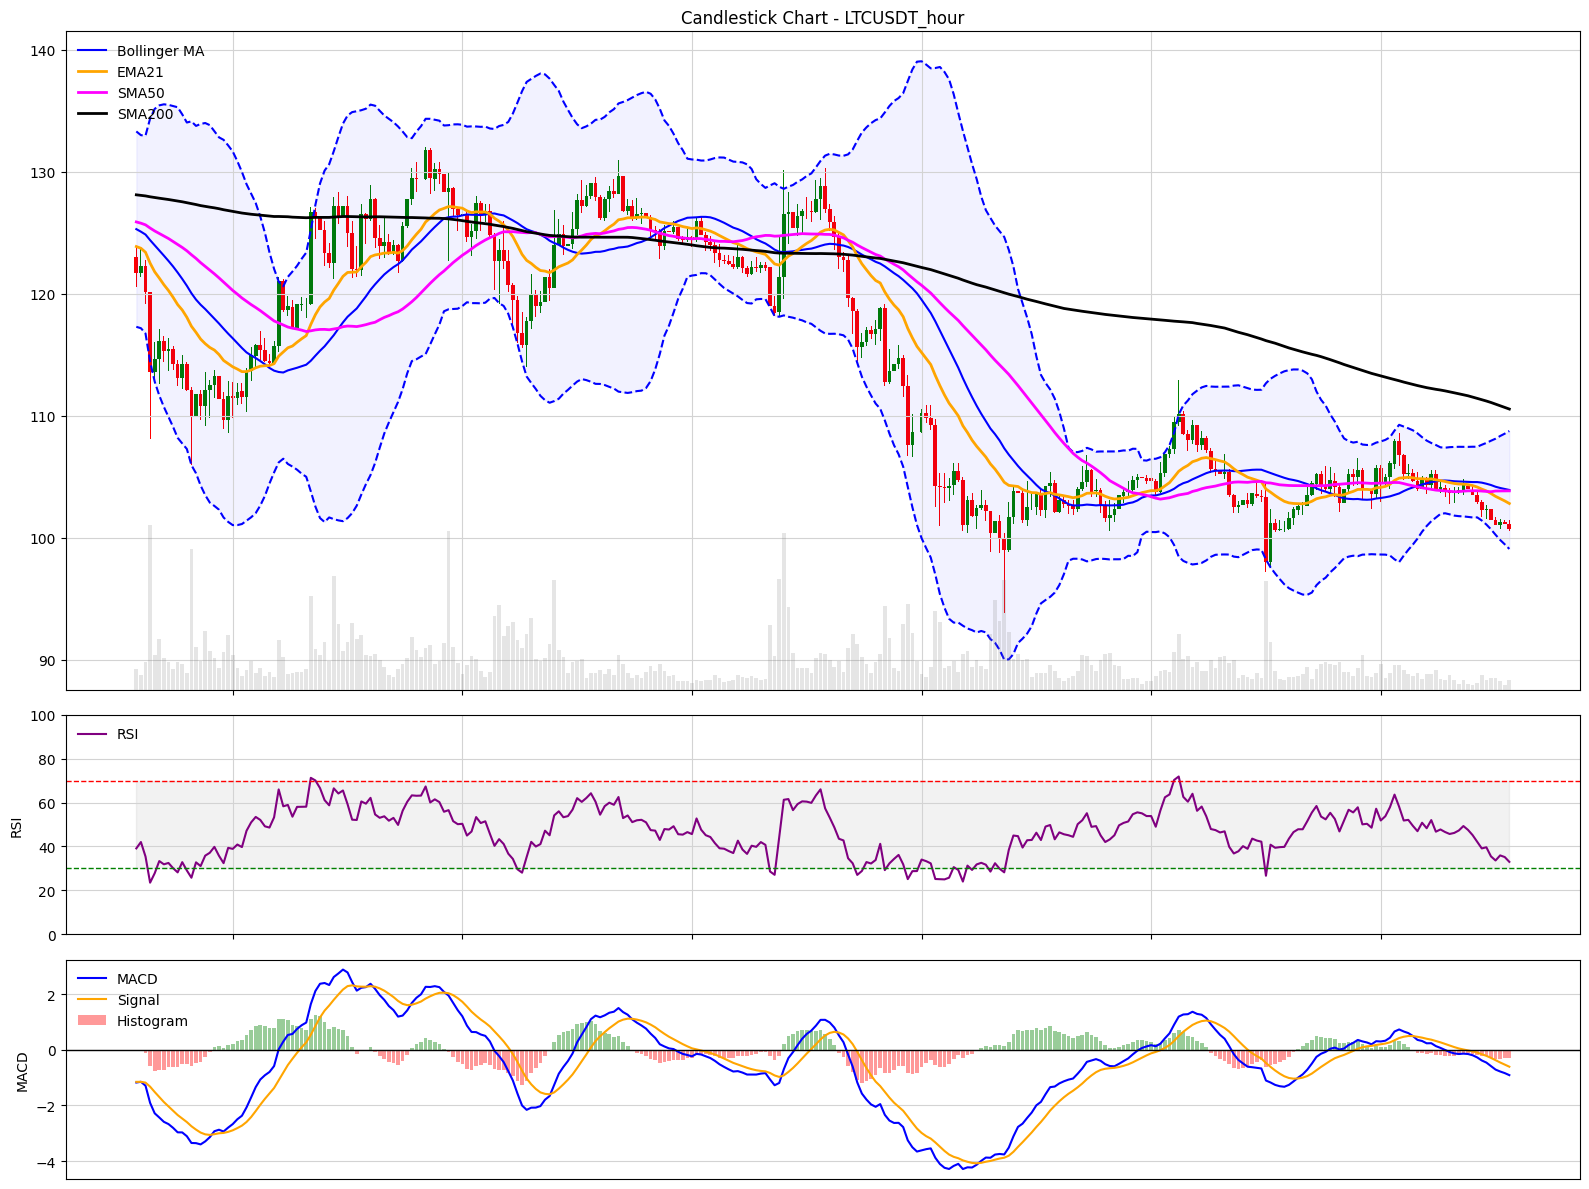 Candlestick Chart - LTCUSDT_hour
Bollinger MA
EMA21
SMA50
SMA200
140
130
120
110
100
90
RSI
100
80
60
40
20
0
RSI
MACD
Signal
Histogram
2
0
−2
−4
MACD